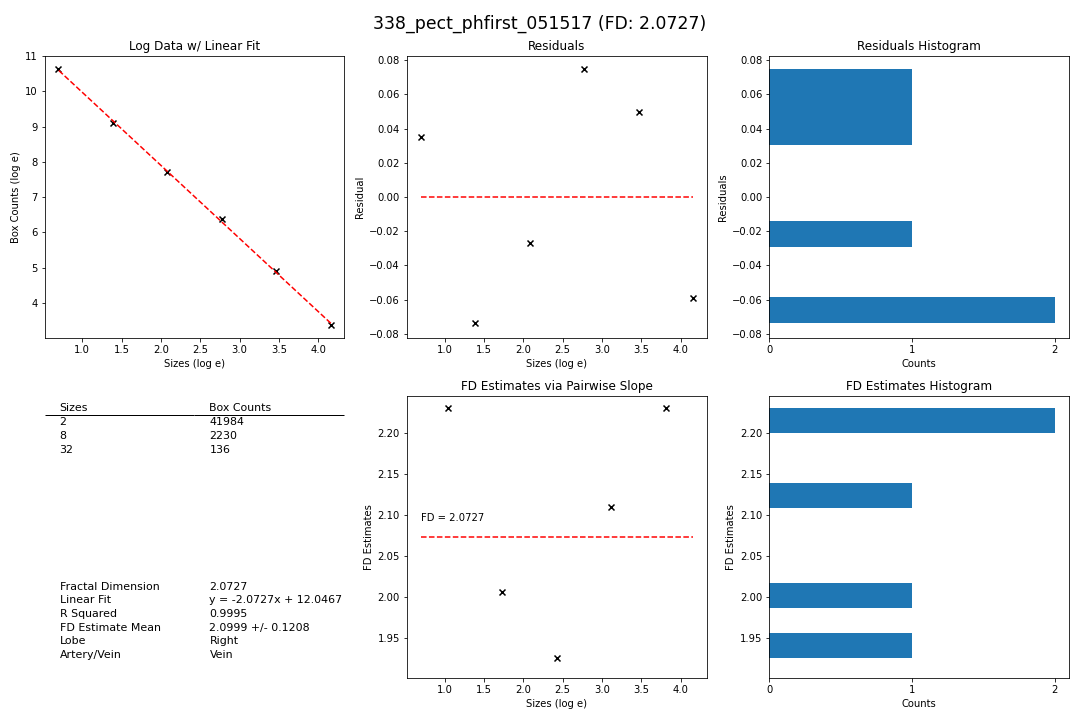 338_pect_phfirst_051517 (FD: 2.0727)
Log Data w/ Linear Fit
Box Counts (log e)
11
10
9
8
7
6
5
4
1.0 1.5 2.0 2.5 3.0 3.5 4.0
Sizes (log e)
Residuals
Residual
0.08
0.06
0.04
0.02
0.00
−0.02
−0.04
−0.06
−0.08
1.0 1.5 2.0 2.5 3.0 3.5 4.0
Sizes (log e)
Residuals Histogram
Residuals
0.08
0.06
0.04
0.02
0.00
−0.02
−0.04
−0.06
−0.08
0 1 2
Counts
Sizes Box Counts
2 41984
8 2230
32 136
Fractal Dimension 2.0727
Linear Fit y = -2.0727x + 12.0467
R Squared 0.9995
FD Estimate Mean 2.0999 +/- 0.1208
Lobe Right
Artery/Vein Vein
FD Estimates via Pairwise Slope
FD Estimates
2.20
2.15
2.10
2.05
2.00
1.95
FD = 2.0727
1.0 1.5 2.0 2.5 3.0 3.5 4.0
Sizes (log e)
FD Estimates Histogram
FD Estimates
2.20
2.15
2.10
2.05
2.00
1.95
0 1 2
Counts